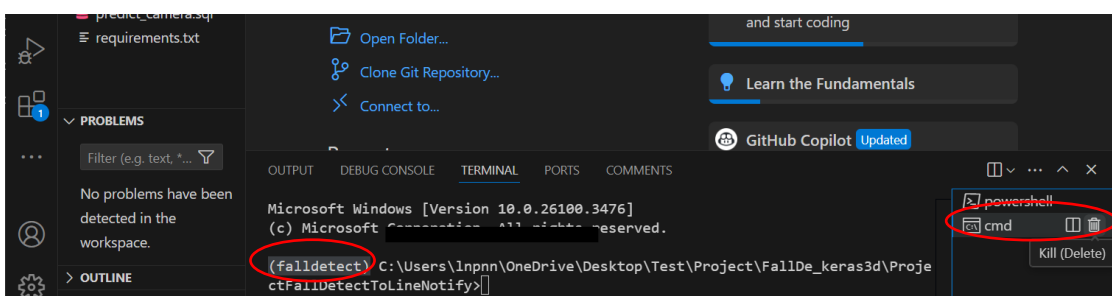 predict_camera.sql
requirements.txt
PROBLEMS
Filter (e.g. text, *...
No problems have been
detected in the
workspace.
OUTLINE
1
Open Folder...
Clone Git Repository...
Connect to...
and start coding
Learn the Fundamentals
GitHub Copilot Updated
OUTPUT DEBUG CONSOLE TERMINAL PORTS COMMENTS
Microsoft Windows [Version 10.0.26100.3476]
(c) Microsoft reserved.
(falldetect) C:\Users\lnpnn\OneDrive\Desktop\Test\Project\FallDe_keras3d\Proje
ctFallDetectToLineNotify>
powershell
cmd
Kill (Delete)